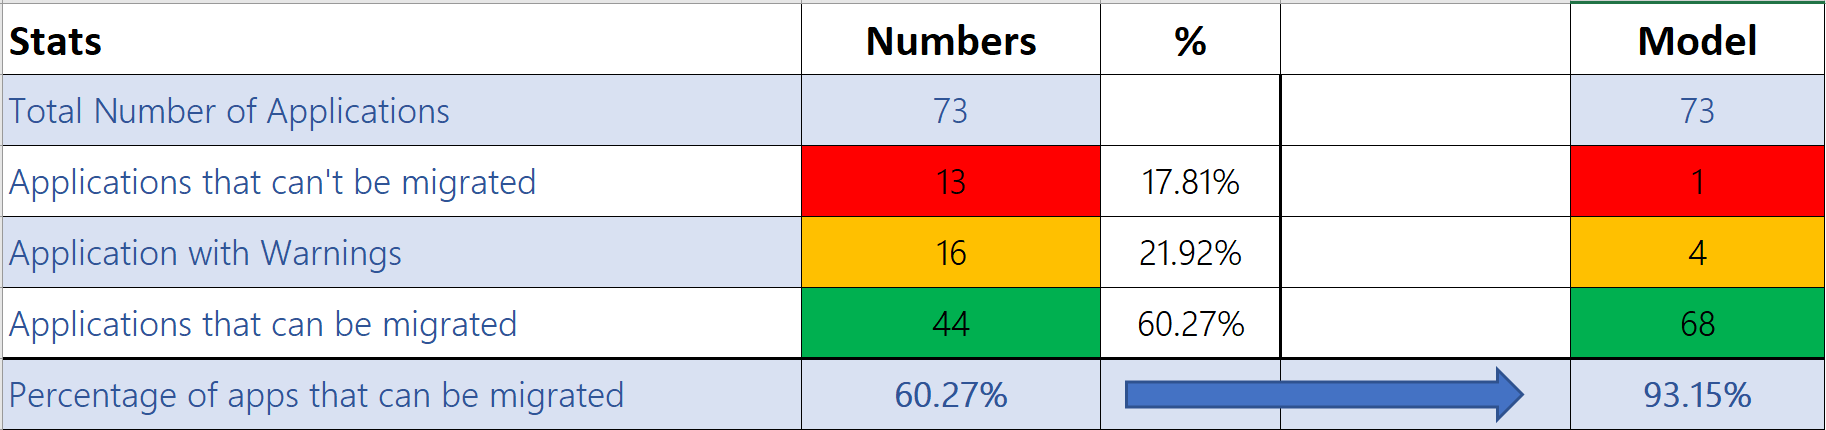 Stats Numbers % Model
Total Number of Applications 73 73
Applications that can't be migrated 13 17.81% 1
Application with Warnings 16 21.92% 4
Applications that can be migrated 44 60.27% 68
Percentage of apps that can be migrated 60.27% 93.15%